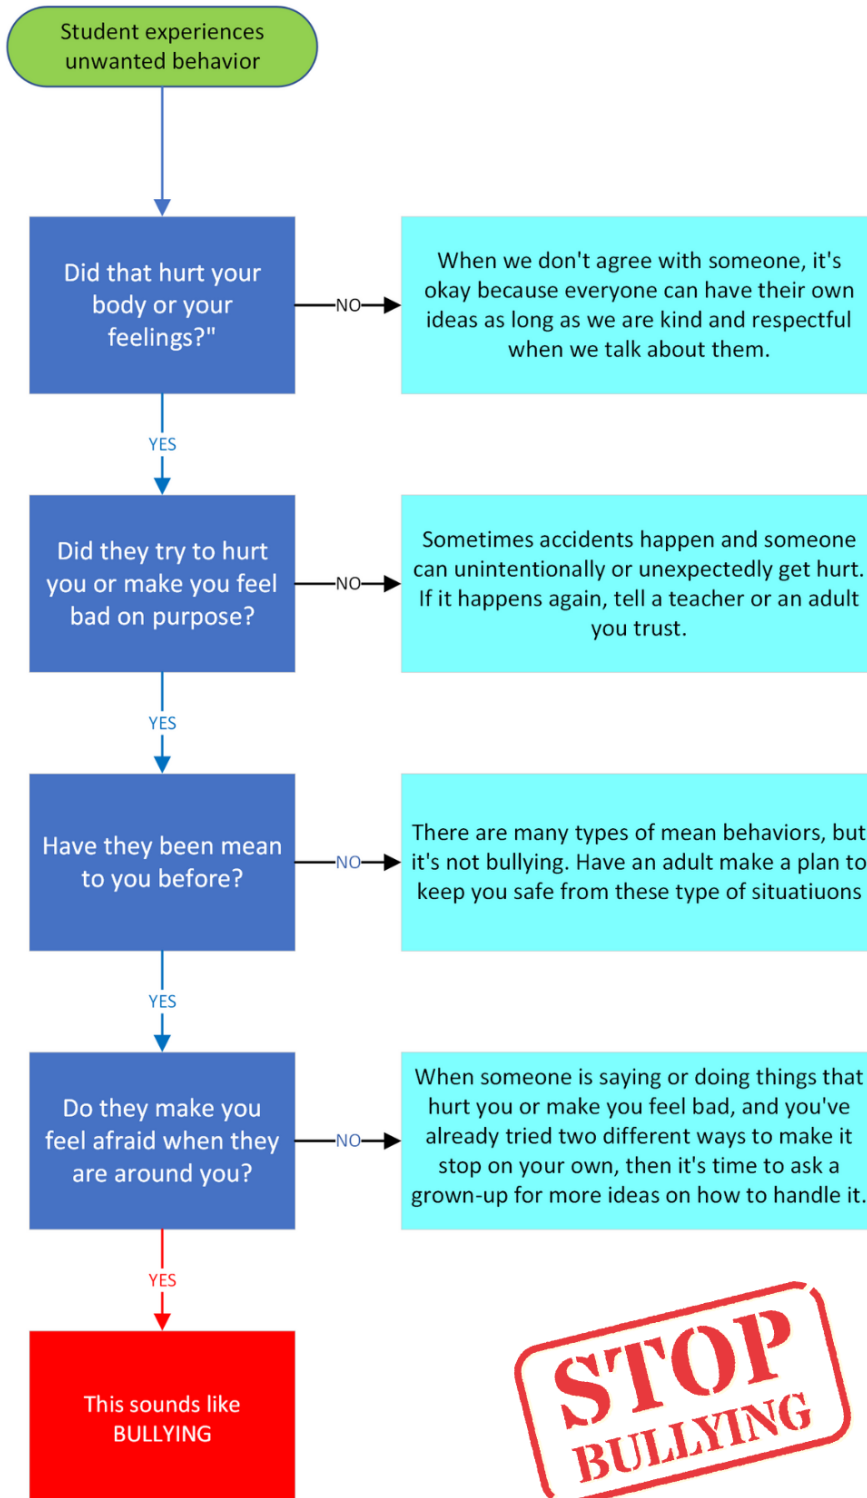 Student experiences
unwanted behavior
Did that hurt your
body or your
feelings?"
NO
When we don't agree with someone, it's
okay because everyone can have their own
ideas as long as we are kind and respectful
when we talk about them.
YES
Did they try to hurt
you or make you feel
bad on purpose?
NO
Sometimes accidents happen and someone
can unintentionally or unexpectedly get hurt.
If it happens again, tell a teacher or an adult
you trust.
YES
Have they been mean
to you before?
NO
There are many types of mean behaviors, but
it's not bullying. Have an adult make a plan to
keep you safe from these type of situatiuons
YES
Do they make you
feel afraid when they
are around you?
NO
When someone is saying or doing things that
hurt you or make you feel bad, and you've
already tried two different ways to make it
stop on your own, then it's time to ask a
grown-up for more ideas on how to handle it.
YES
This sounds like
BULLYING
STOP
BULLYING